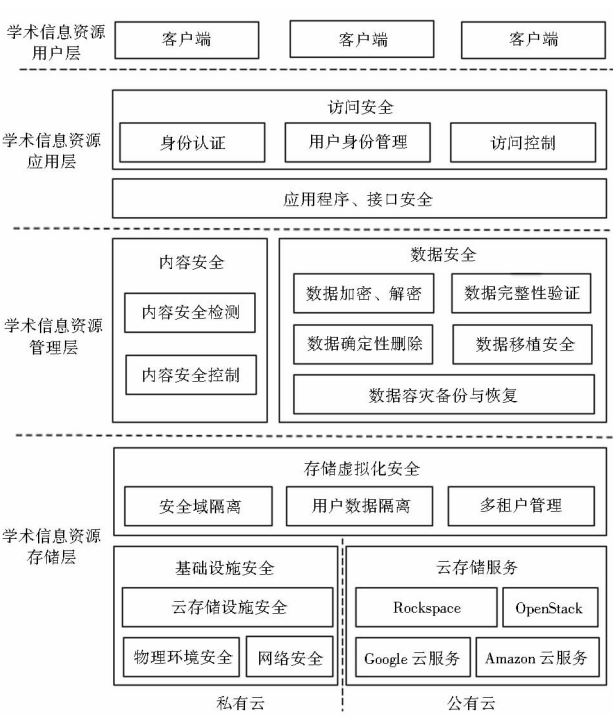 学术信息资源
用户层
客户端
客户端
客户端
学术信息资源
应用层
访问安全
身份认证
用户身份管理
访问控制
应用程序、接口安全
学术信息资源
管理层
内容安全
内容安全检测
内容安全控制
数据安全
数据加密、解密
数据完整性验证
数据确定性删除
数据移植安全
数据容灾备份与恢复
学术信息资源
存储层
存储虚拟化安全
安全域隔离
用户数据隔离
多租户管理
基础设施安全
云存储设施安全
物理环境安全
网络安全
云存储服务
Rockspace
OpenStack
Google 云服务
Amazon 云服务
私有云
公有云